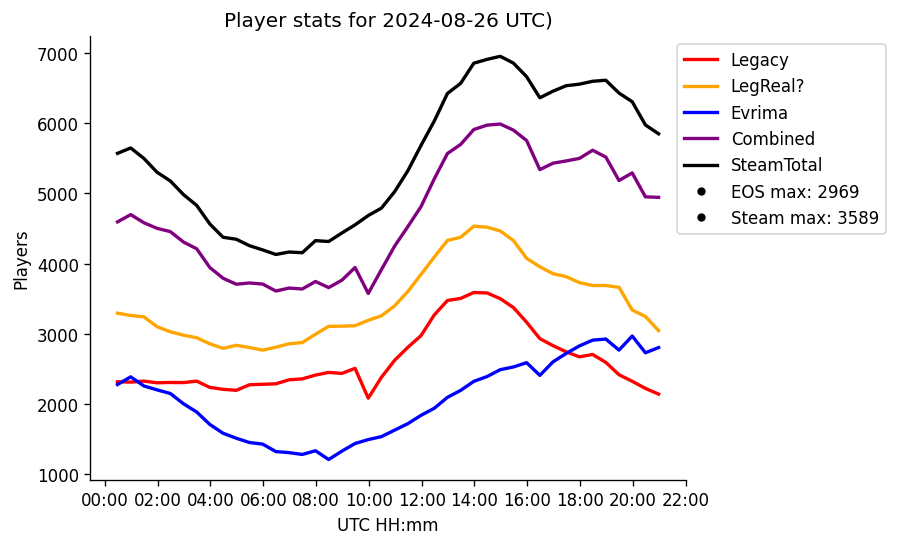 Player stats for 2024-08-26 UTC)
7000
6000
5000
4000
3000
2000
1000
Players
00:00 02:00 04:00 06:00 08:00 10:00 12:00 14:00 16:00 18:00 20:00 22:00
UTC HH:mm
Legacy
LegReal?
Evrima
Combined
SteamTotal
EOS max: 2969
Steam max: 3589